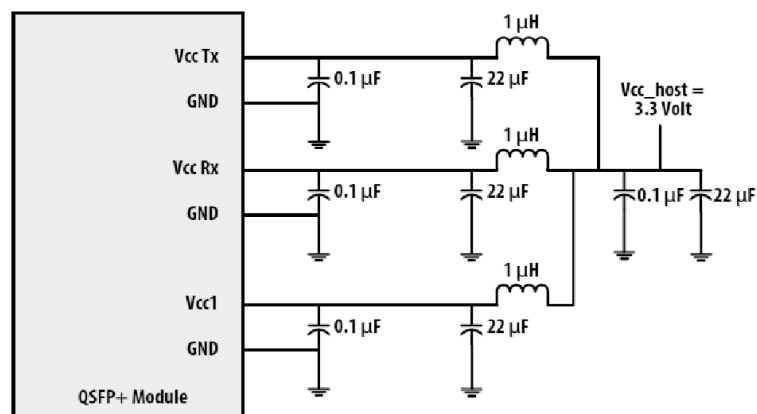 1 µH
Vcc Tx
0.1 µF
22 µF
GND
Vcc_host =
3.3 Volt
1 µH
Vcc Rx
0.1 µF
22 µF
0.1 µF
22 µF
GND
1 µH
Vcc1
0.1 µF
22 µF
GND
QSFP+ Module